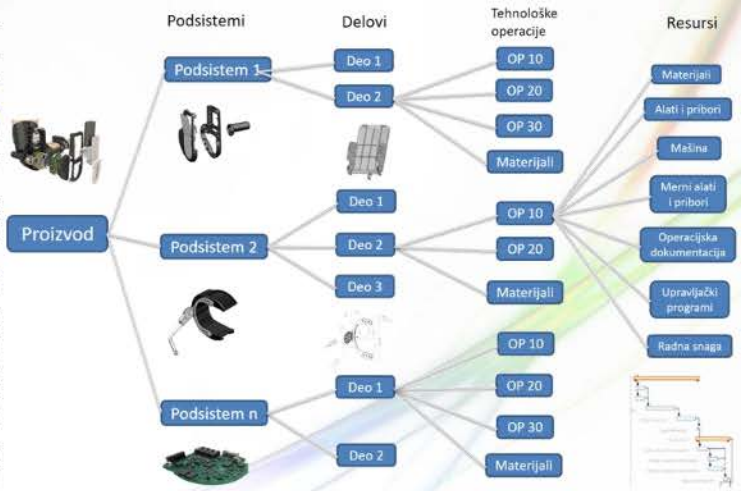 Podsistemi
Delovi
Tehnološke
operacije
Resursi
Proizvod
Podsistem 1
Podsistem 2
Podsistem n
Deo 1
Deo 2
Deo 1
Deo 2
Deo 3
Deo 1
Deo 2
OP 10
OP 20
OP 30
Materijali
OP 10
OP 20
Materijali
OP 10
OP 20
OP 30
Materijali
Materijali
Alati i pribori
Mašina
Merni alati
i pribori
Operacijska
dokumentacija
Upravljački
programi
Radna snaga